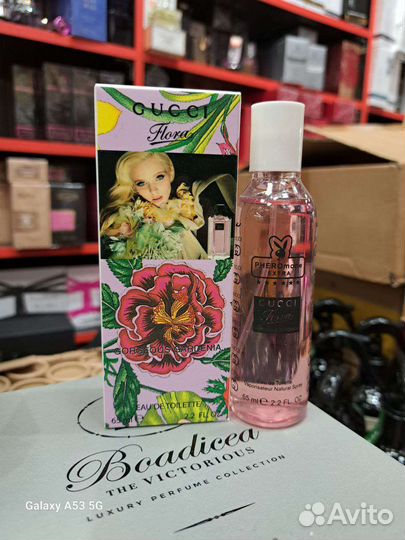 GUCCI
Flora
GORGEOUS GARDENIA
EAU DE TOILETTE
2.2 FL. OZ
PHEROmone
EXTRA
GUCCI
Flora
Vaporisateur Natural Spray
65 ml e 2.2 FL. OZ
Boadicea
THE VICTORIOUS
LUXURY PERFUME COLLECTION
Galaxy A53 5G
Avito